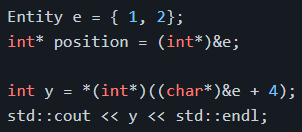 Entity e = { 1, 2};
int* position = (int*)&e;
int y = *(int*)((char*)&e + 4);
std::cout << y << std::endl;